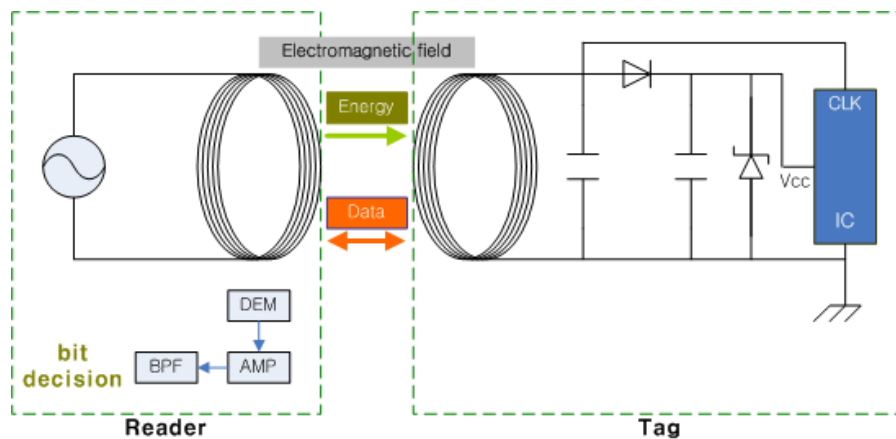 Electromagnetic field
Energy
Data
CLK
Vcc
IC
DEM
BPF
AMP
bit
decision
Reader
Tag